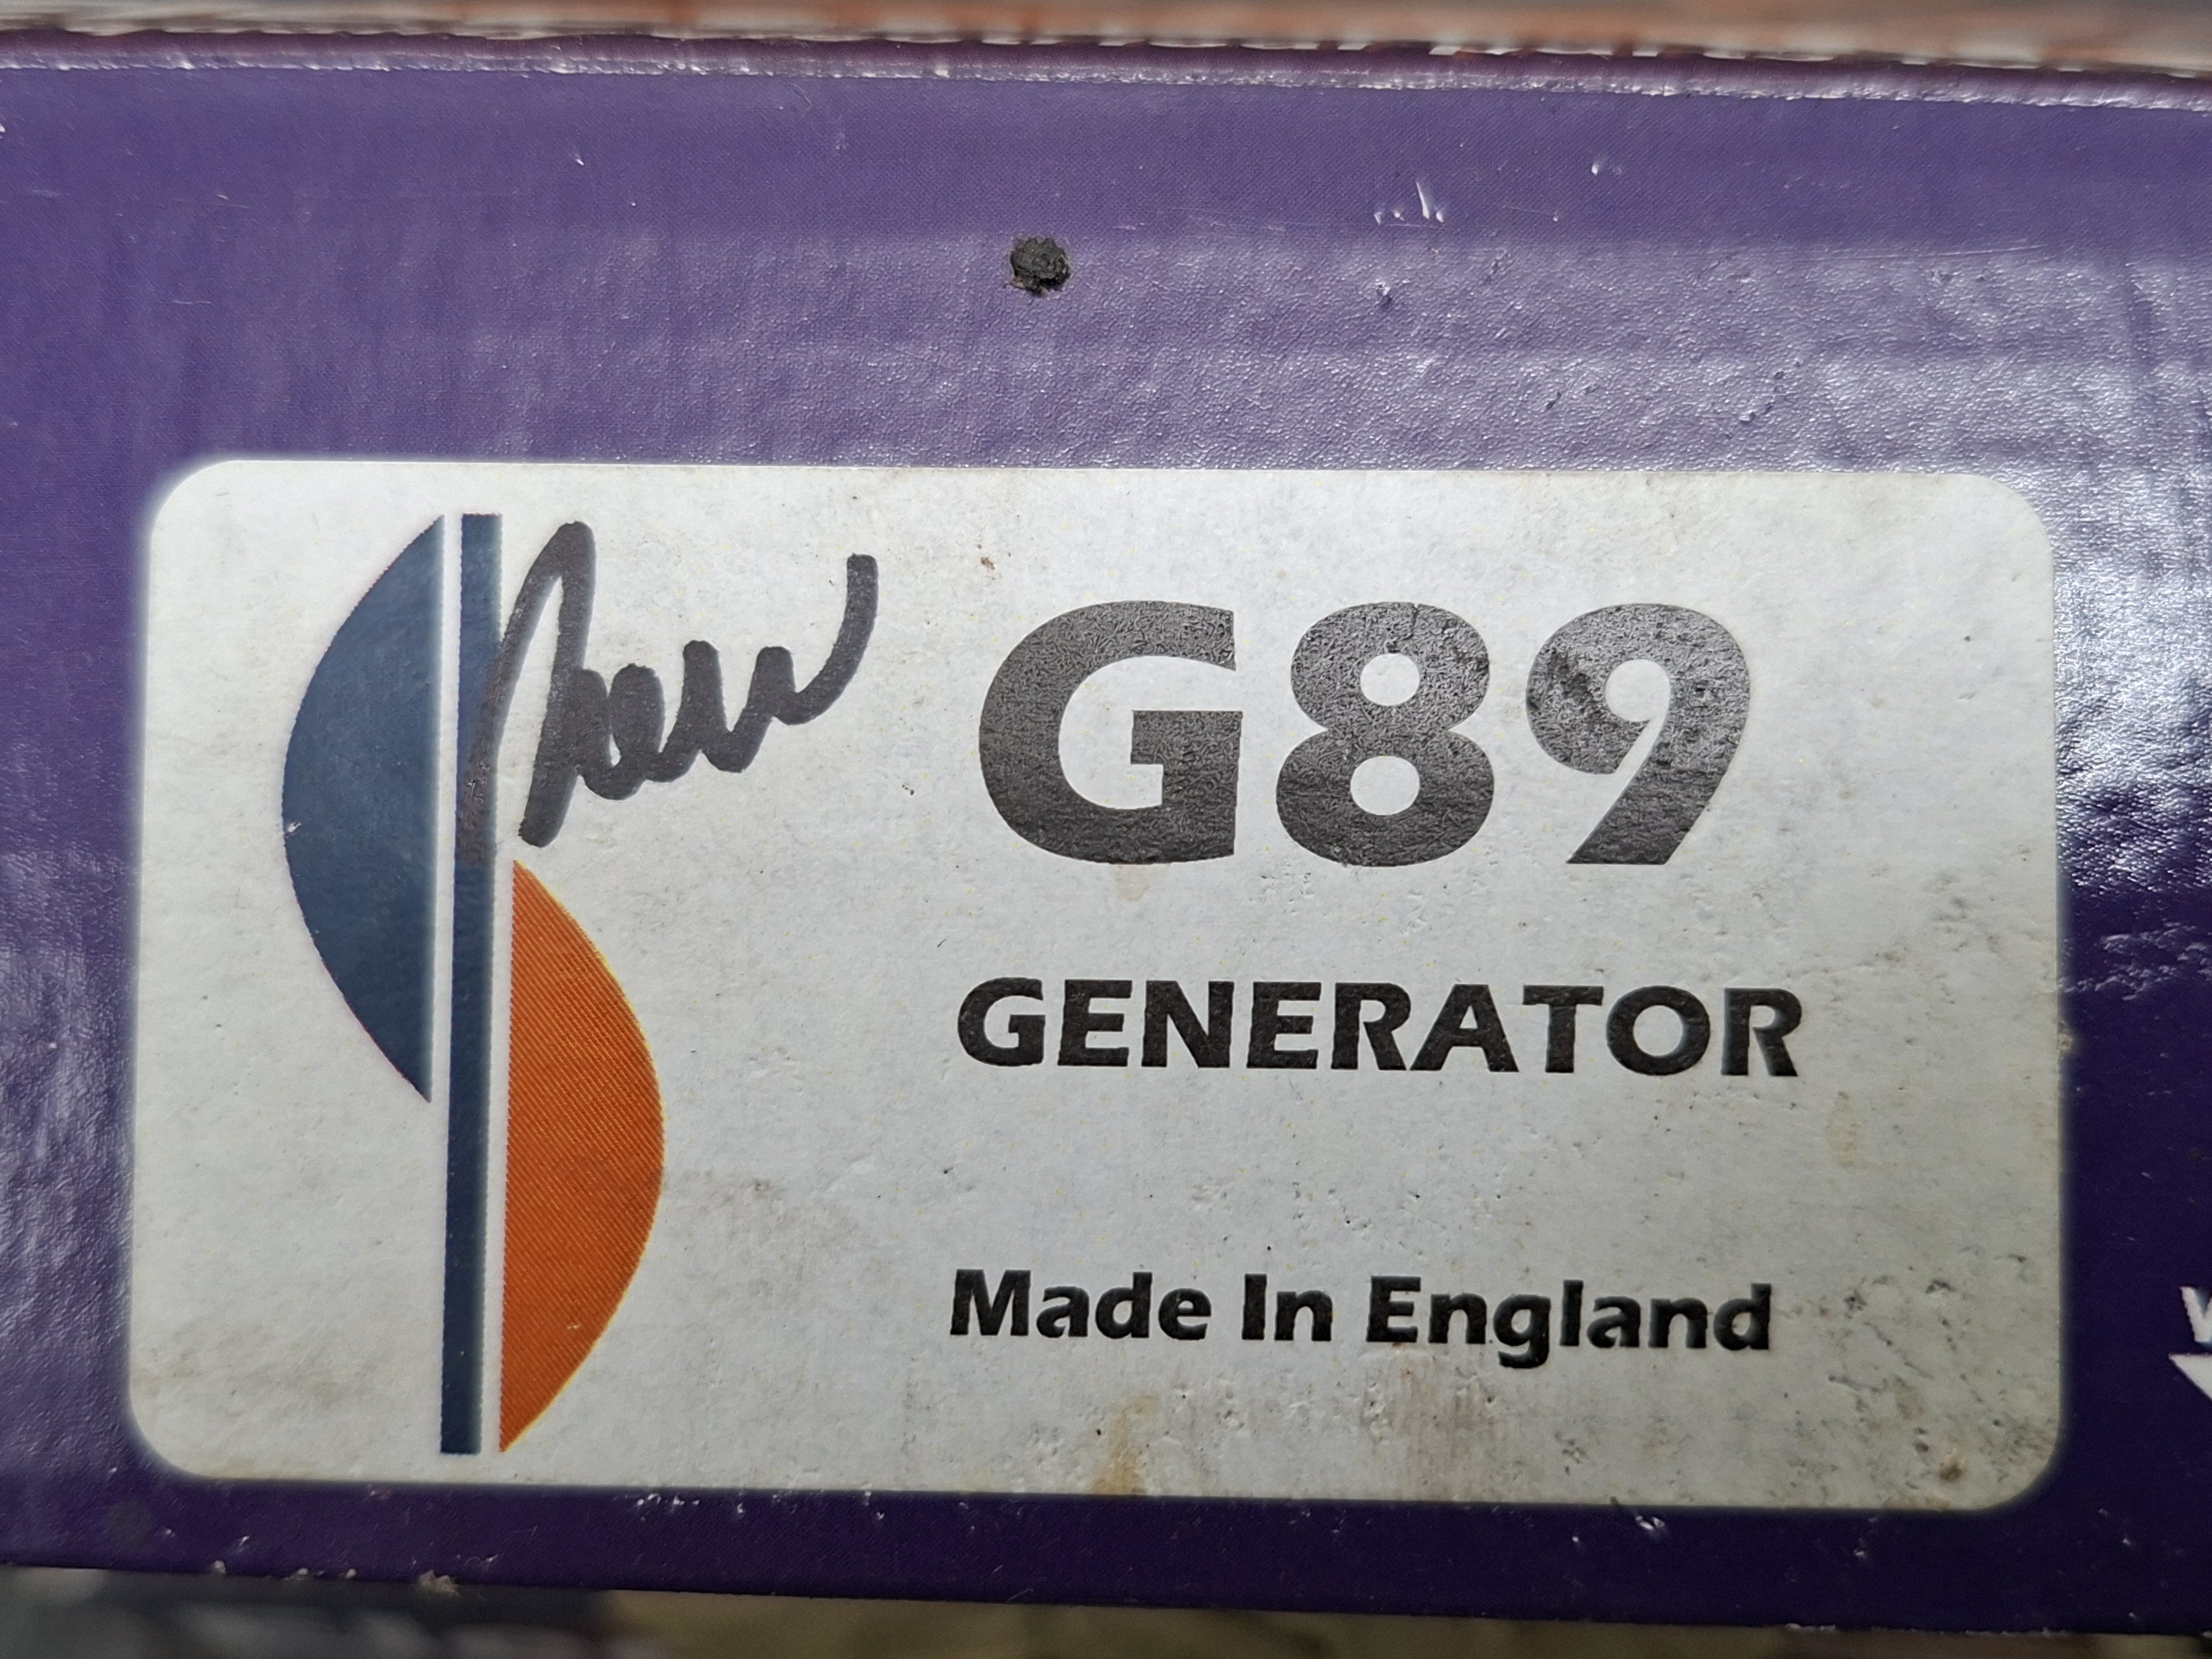 New
G89
GENERATOR
Made In England